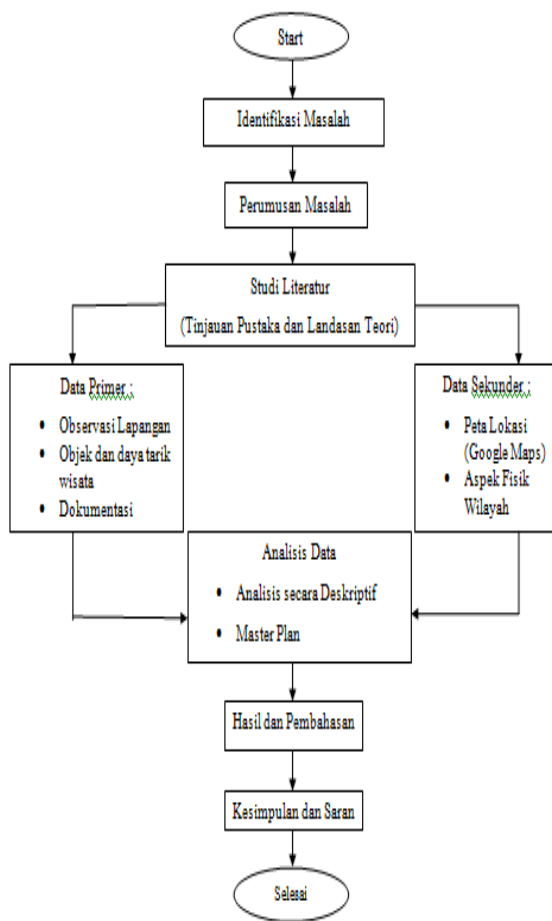 Start
Identifikasi Masalah
Perumusan Masalah
Studi Literatur
(Tinjauan Pustaka dan Landasan Teori)
Data Primer :
• Observasi Lapangan
• Objek dan daya tarik
wisata
• Dokumentasi
Data Sekunder :
• Peta Lokasi
(Google Maps)
• Aspek Fisik
Wilayah
Analisis Data
• Analisis secara Deskriptif
• Master Plan
Hasil dan Pembahasan
Kesimpulan dan Saran
Selesai